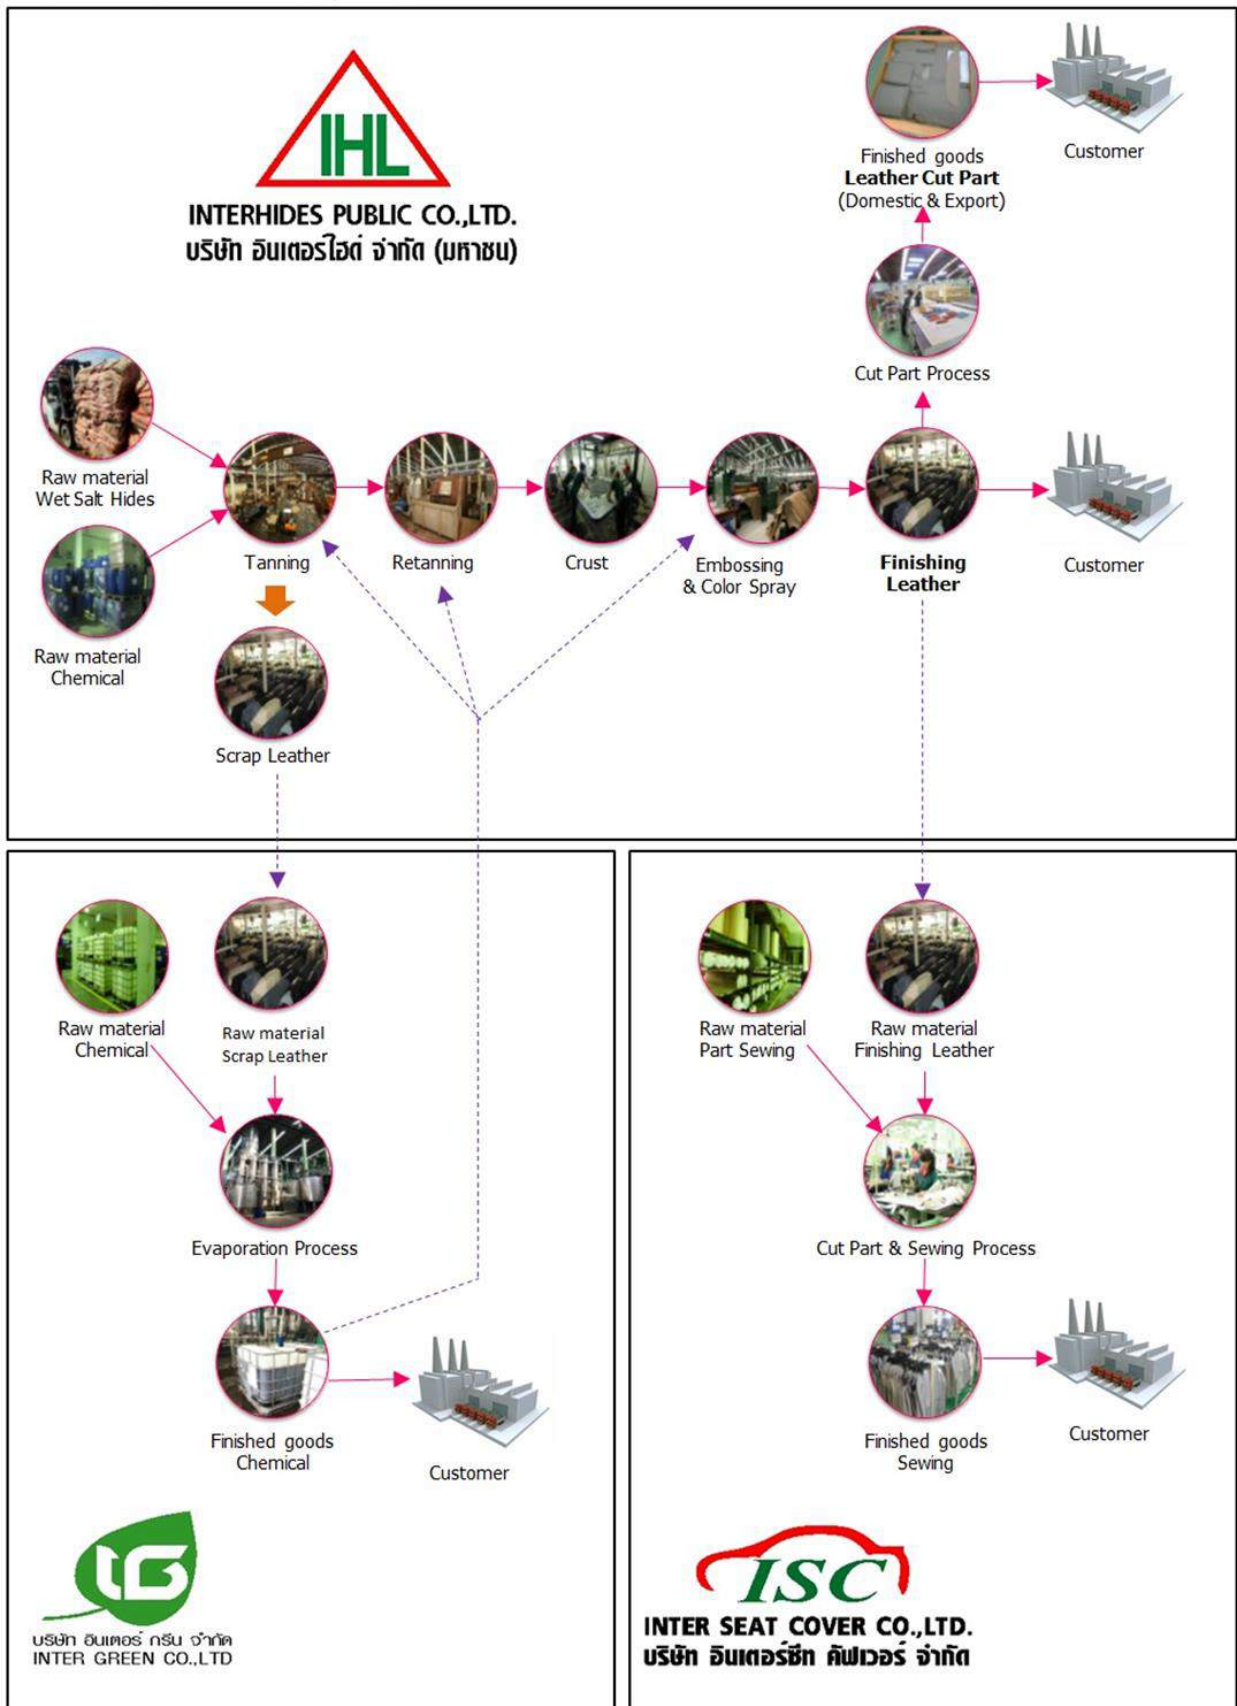 IHL
INTERHIDES PUBLIC CO.,LTD.
บริษัท อินเตอร์ไฮด์ จำกัด (มหาชน)
Finished goods
Leather Cut Part
(Domestic & Export)
Customer
Cut Part Process
Raw material
Wet Salt Hides
Tanning
Retanning
Crust
Embossing
& Color Spray
Finishing
Leather
Customer
Raw material
Chemical
Scrap Leather
Raw material
Chemical
Raw material
Scrap Leather
Evaporation Process
Finished goods
Chemical
Customer
IG
บริษัท อินเตอร์ กรีน จำกัด
INTER GREEN CO.,LTD
Raw material
Part Sewing
Raw material
Finishing Leather
Cut Part & Sewing Process
Finished goods
Sewing
Customer
ISC
INTER SEAT COVER CO.,LTD.
บริษัท อินเตอร์ซีท คัฟเวอร์ จำกัด